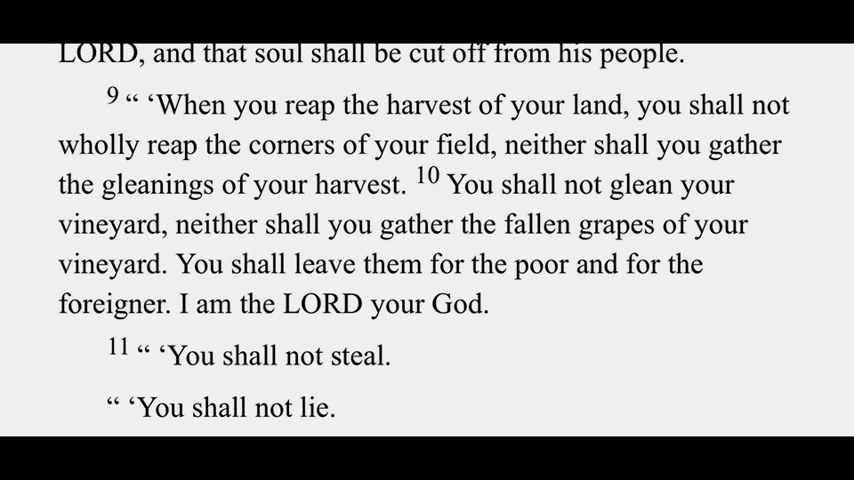 LORD, and that soul shall be cut off from his people.
9 “ ‘When you reap the harvest of your land, you shall not
wholly reap the corners of your field, neither shall you gather
the gleanings of your harvest. 10 You shall not glean your
vineyard, neither shall you gather the fallen grapes of your
vineyard. You shall leave them for the poor and for the
foreigner. I am the LORD your God.
11 “ ‘You shall not steal.
“ ‘You shall not lie.